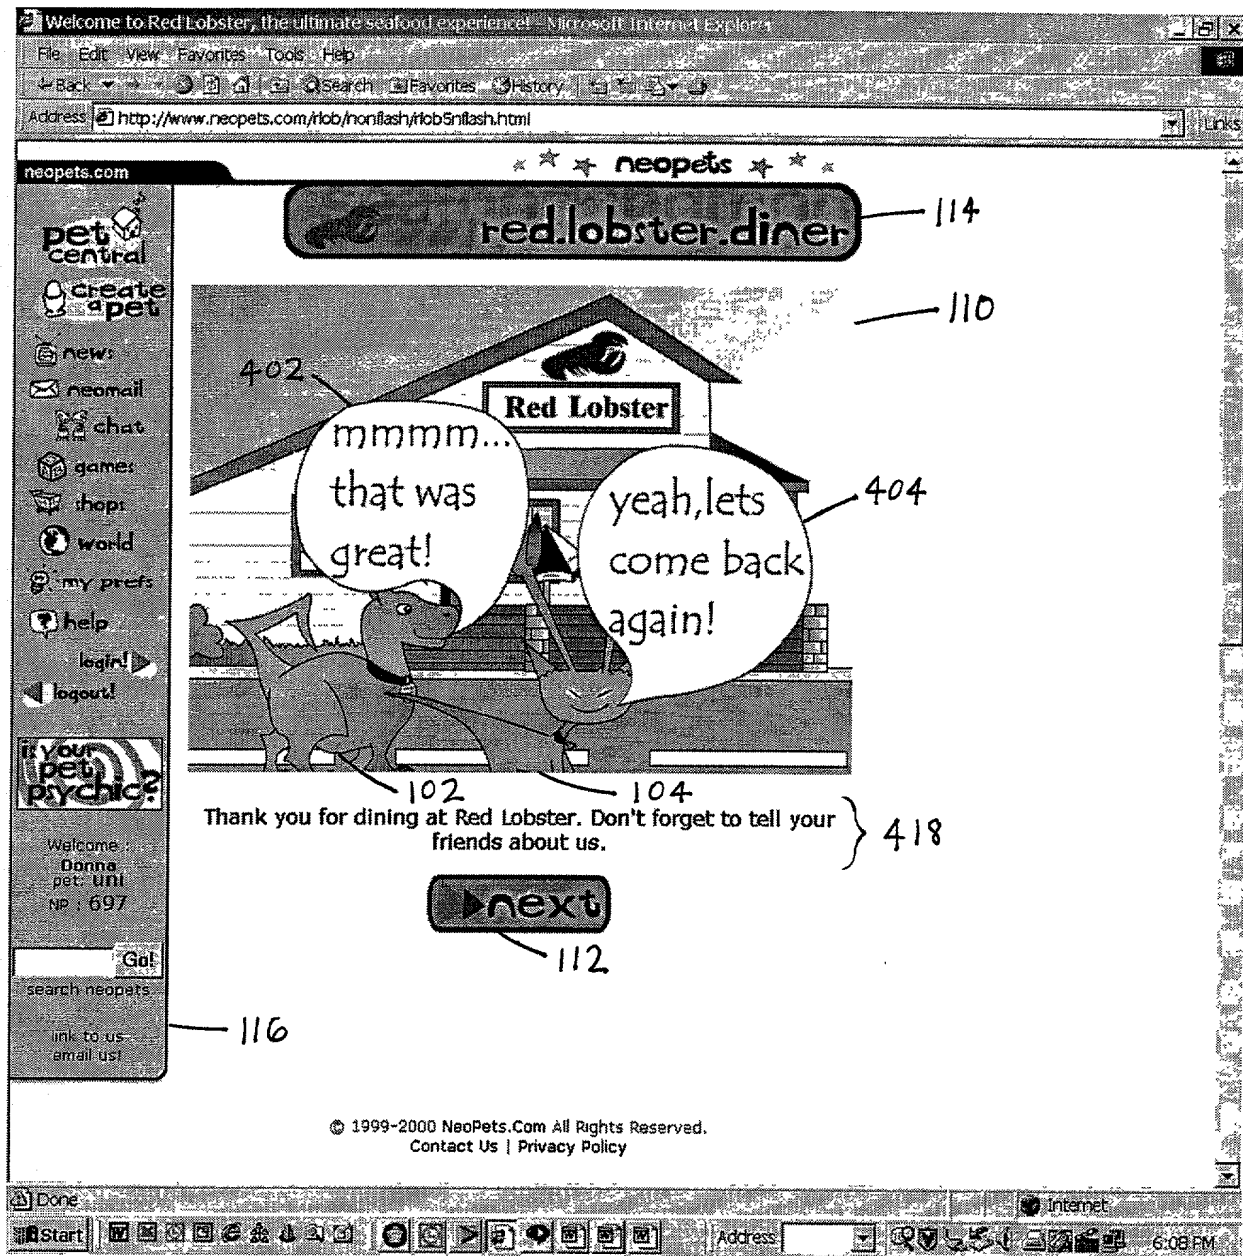 Welcome to Red Lobster, the ultimate seafood experience! - Microsoft Internet Explorer
File Edit View Favorites Tools Help
Back Search Favorites History
Address http://www.neopets.com/rlob/nonflash/rlob5nflash.html Links
neopets.com
neopets
red.lobster.diner
114
pet central
create a pet
news
neomail
chat
games
shops
world
my prefs
help
login!
logout!
is your pet psychic?
Welcome :
Donna
pet: uni
NP : 697
Go!
search neopets
link to us
email us!
116
110
Red Lobster
402
mmmm...
that was
great!
404
yeah,lets
come back
again!
102
104
Thank you for dining at Red Lobster. Don't forget to tell your
friends about us.
418
next
112
© 1999-2000 NeoPets.Com All Rights Reserved.
Contact Us | Privacy Policy
Done Internet
Start Address 6:08 PM